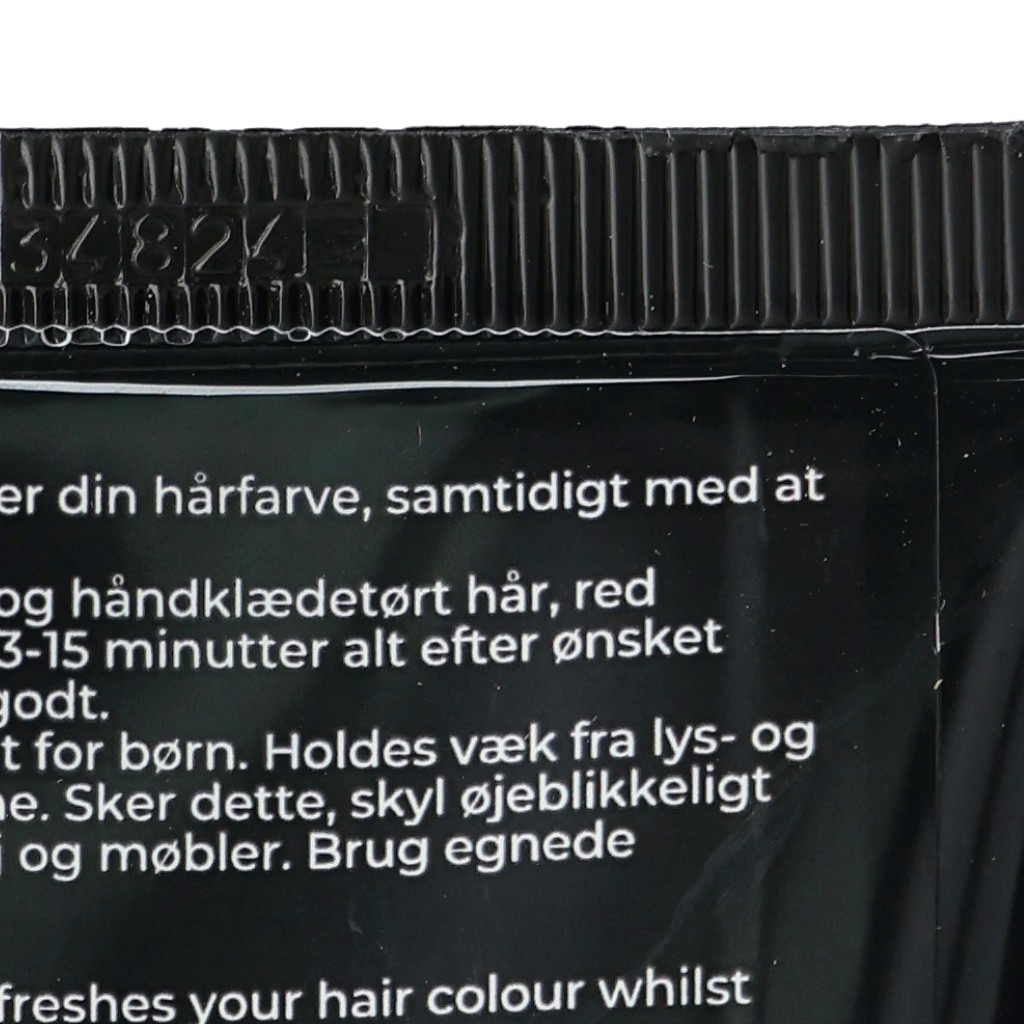 34824
er din hårfarve, samtidigt med at
og håndklædetørt hår, red
3-15 minutter alt efter ønsket
godt.
t for børn. Holdes væk fra lys- og
ne. Sker dette, skyl øjeblikkeligt
j og møbler. Brug egnede
freshes your hair colour whilst